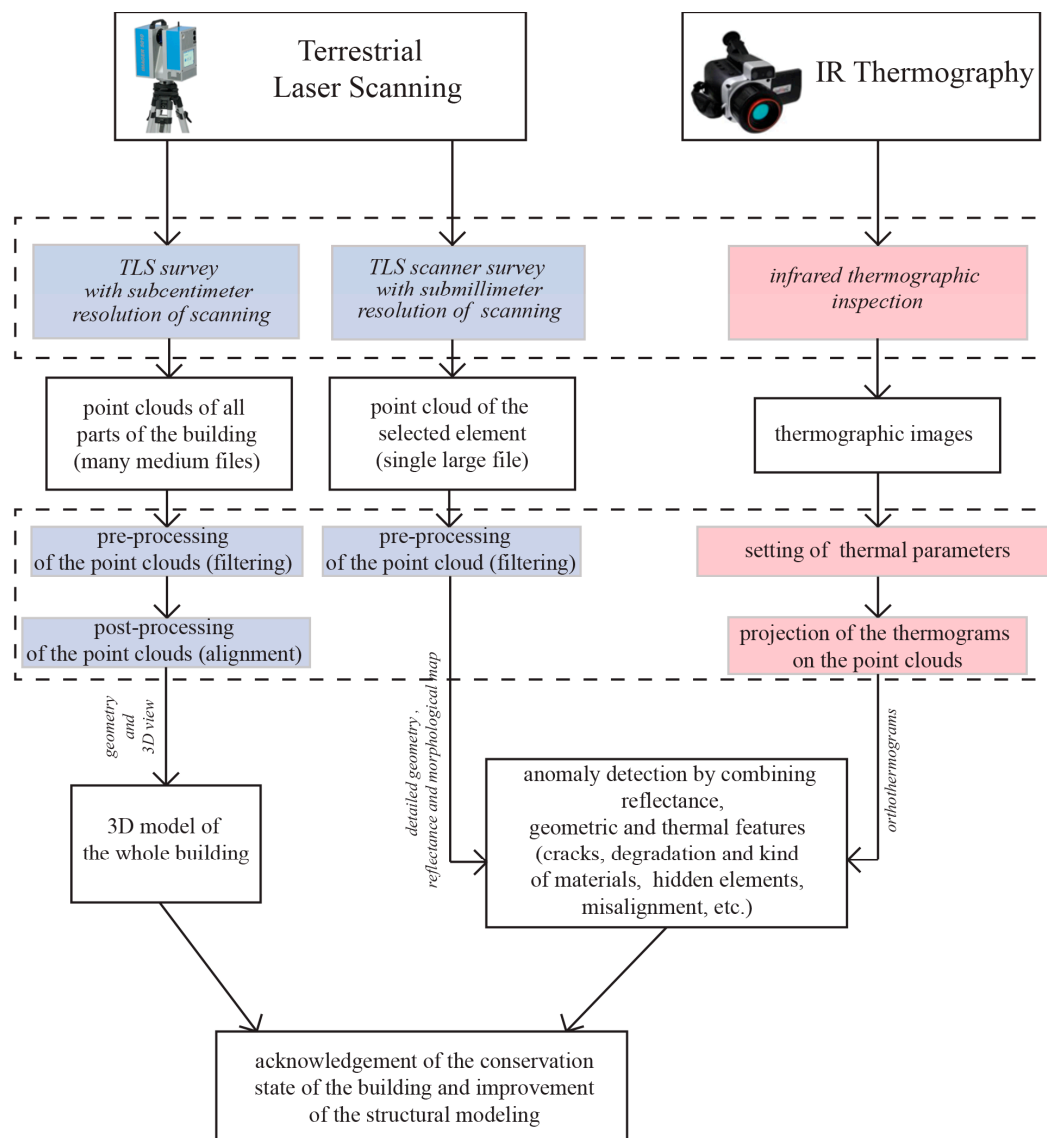 Terrestrial
Laser Scanning
IR Thermography
TLS survey
with subcentimeter
resolution of scanning
TLS scanner survey
with submillimeter
resolution of scanning
infrared thermographic
inspection
point clouds of all
parts of the building
(many medium files)
point cloud of the
selected element
(single large file)
thermographic images
pre-processing
of the point clouds (filtering)
pre-processing
of the point cloud (filtering)
setting of thermal parameters
post-processing
of the point clouds (alignment)
projection of the thermograms
on the point clouds
geometry
and
3D view
detailed geometry ,
reflectance and morphological map
orthothermograms
3D model of
the whole building
anomaly detection by combining
reflectance,
geometric and thermal features
(cracks, degradation and kind
of materials, hidden elements,
misalignment, etc.)
acknowledgement of the conservation
state of the building and improvement
of the structural modeling